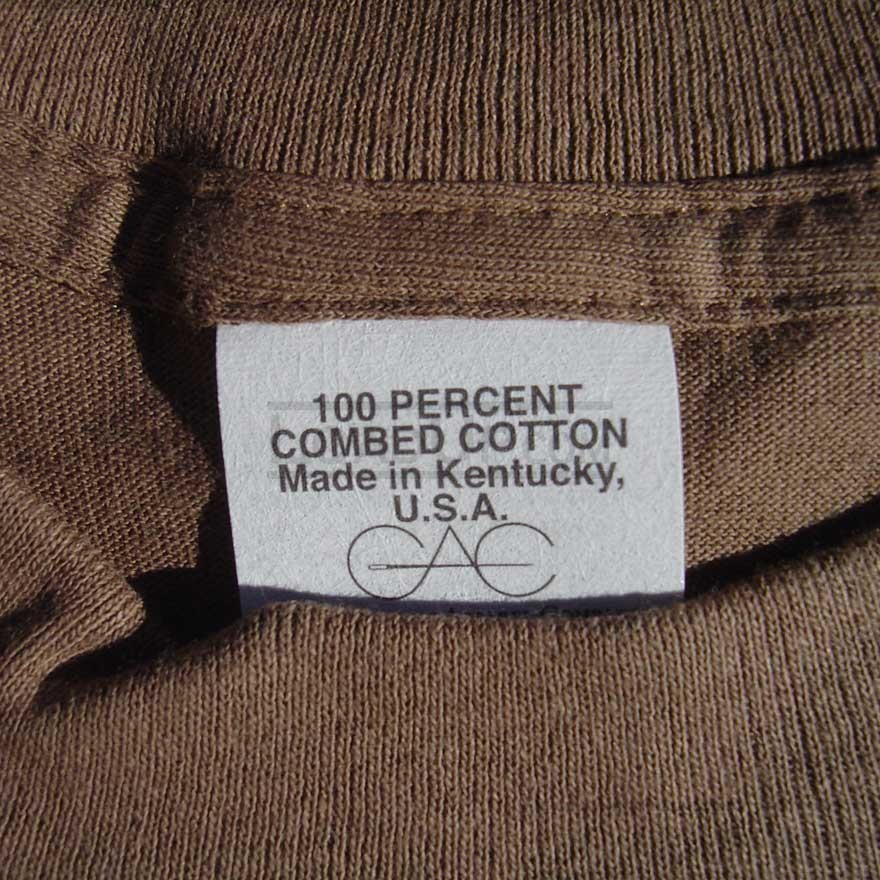 100 PERCENT
COMBED COTTON
Made in Kentucky,
U.S.A.
GAC